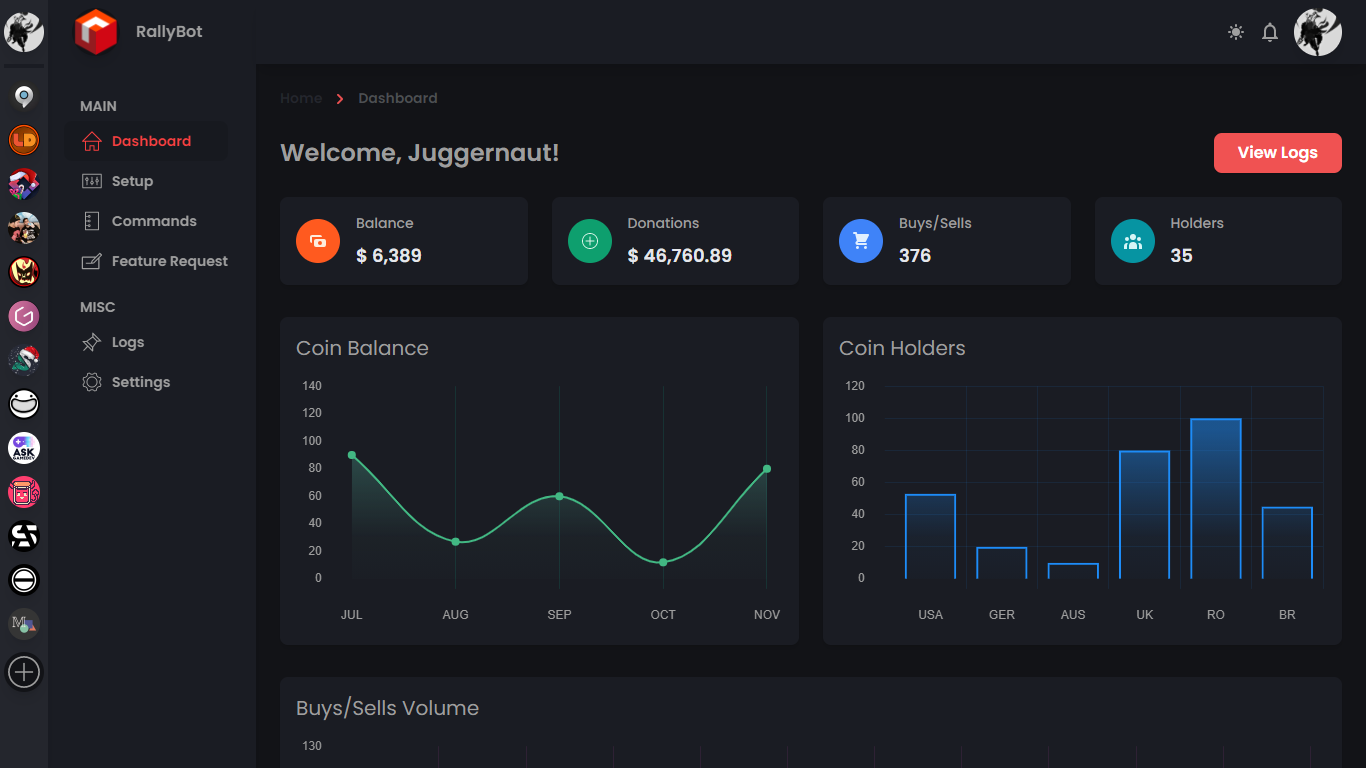 RallyBot
MAIN
Dashboard
Setup
Commands
Feature Request
MISC
Logs
Settings
Home
Dashboard
Welcome, Juggernaut!
View Logs
Balance
$ 6,389
Donations
$ 46,760.89
Buys/Sells
376
Holders
35
Coin Balance
140
120
100
80
60
40
20
0
JUL AUG SEP OCT NOV
Coin Holders
120
100
80
60
40
20
0
USA GER AUS UK RO BR
Buys/Sells Volume
130
LD
ASK
GAMEDEV